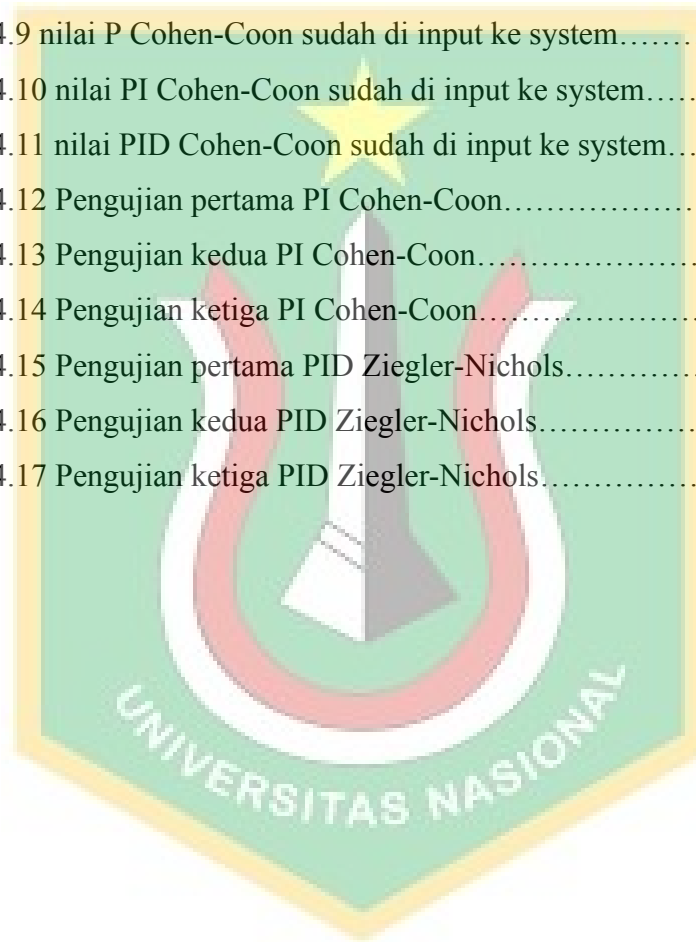 4.9 nilai P Cohen-Coon sudah di input ke system.......
4.10 nilai PI Cohen-Coon sudah di input ke system.....
4.11 nilai PID Cohen-Coon sudah di input ke system...
4.12 Pengujian pertama PI Cohen-Coon..................
4.13 Pengujian kedua PI Cohen-Coon.....................
4.14 Pengujian ketiga PI Cohen-Coon.....................
4.15 Pengujian pertama PID Ziegler-Nichols.............
4.16 Pengujian kedua PID Ziegler-Nichols...............
4.17 Pengujian ketiga PID Ziegler-Nichols...............
UNIVERSITAS NASIONAL